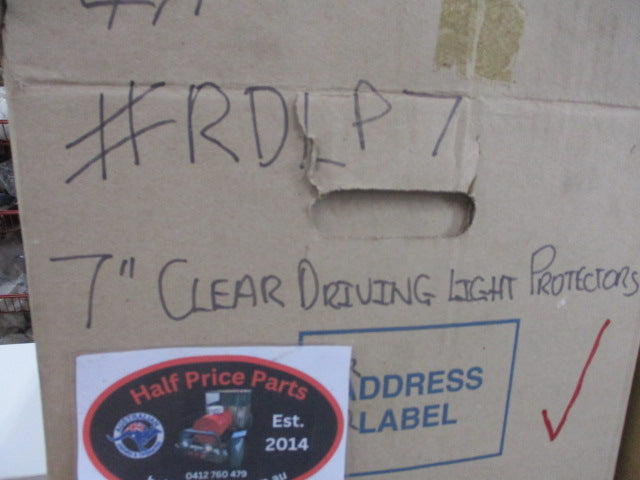 #RDLP7
7" CLEAR DRIVING LIGHT PROTECTORS
ADDRESS
LABEL
Half Price Parts
Est.
2014
0412 760 479